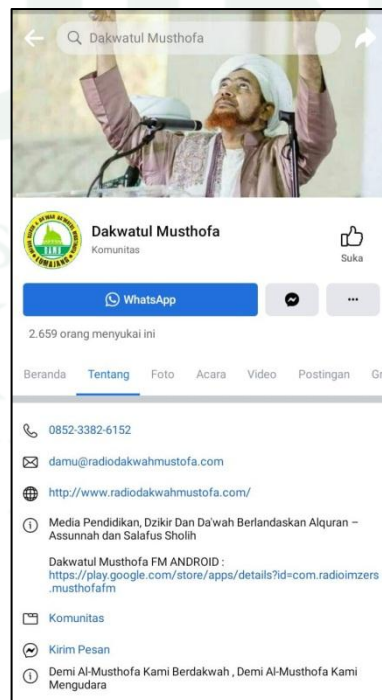 Dakwatul Musthofa
LUMAJANG
Dakwatul Musthofa
Komunitas
Suka
WhatsApp
2.659 orang menyukai ini
Beranda Tentang Foto Acara Video Postingan Gr
0852-3382-6152
damu@radiodakwahmustofa.com
http://www.radiodakwahmustofa.com/
Media Pendidikan, Dzikir Dan Da'wah Berlandaskan Alquran –
Assunnah dan Salafus Sholih
Dakwatul Musthofa FM ANDROID :
https://play.google.com/store/apps/details?id=com.radioimzers
.musthofafm
Komunitas
Kirim Pesan
Demi Al-Musthofa Kami Berdakwah , Demi Al-Musthofa Kami
Mengudara